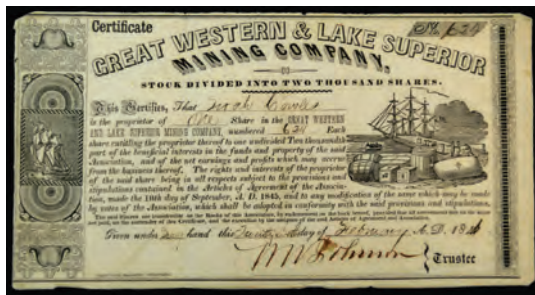 Certificate
No. 624
GREAT WESTERN & LAKE SUPERIOR
MINING COMPANY.
STOCK DIVIDED INTO TWO THOUSAND SHARES.
This Certifies, That
is the proprietor of One Share in the GREAT WESTERN
AND LAKE SUPERIOR MINING COMPANY, numbered 624 Each
share entitling the proprietor thereof to one undivided Two thousandth
part of the beneficial interests in the funds and property of the said
Association, and of the net earnings and profits which may accrue
from the business thereof. The rights and interests of the proprietor
of the said share being in all respects subject to the provisions and
stipulations contained in the Articles of Agreement of the Associa-
tion, made the 10th day of September, A. D. 1845, and to any modification of the same which may be made
by votes of the Association, which shall be adopted in conformity with the said provisions and stipulations.
Given under my hand this day of February A. D. 184
Trustee